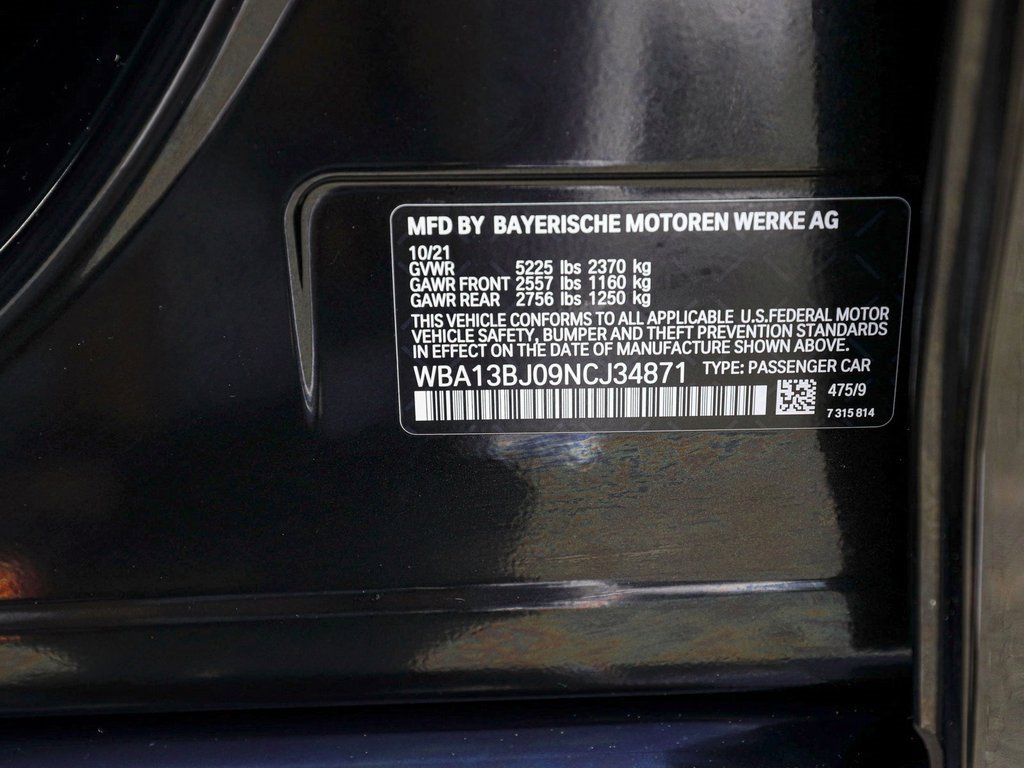 MFD BY BAYERISCHE MOTOREN WERKE AG
10/21
GVWR 5225 lbs 2370 kg
GAWR FRONT 2557 lbs 1160 kg
GAWR REAR 2756 lbs 1250 kg
THIS VEHICLE CONFORMS TO ALL APPLICABLE U.S.FEDERAL MOTOR
VEHICLE SAFETY, BUMPER AND THEFT PREVENTION STANDARDS
IN EFFECT ON THE DATE OF MANUFACTURE SHOWN ABOVE.
WBA13BJ09NCJ34871 TYPE: PASSENGER CAR
475/9
7 315 814